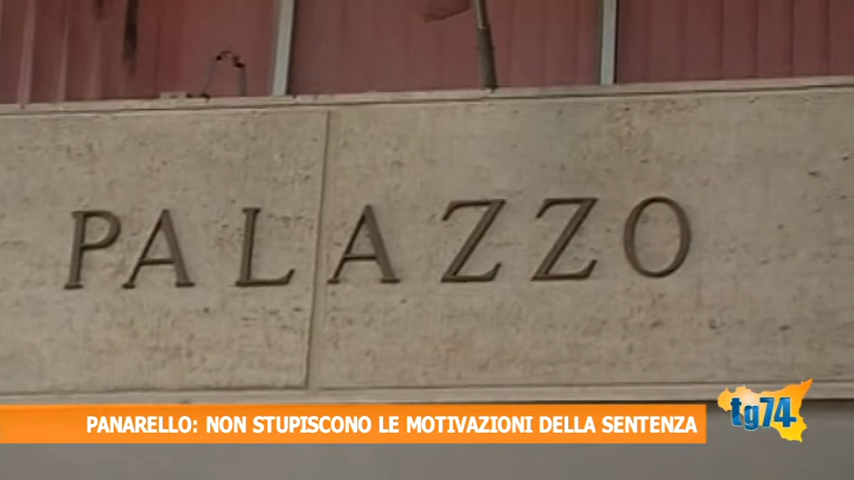 PALAZZO
PANARELLO: NON STUPISCONO LE MOTIVAZIONI DELLA SENTENZA
tg74